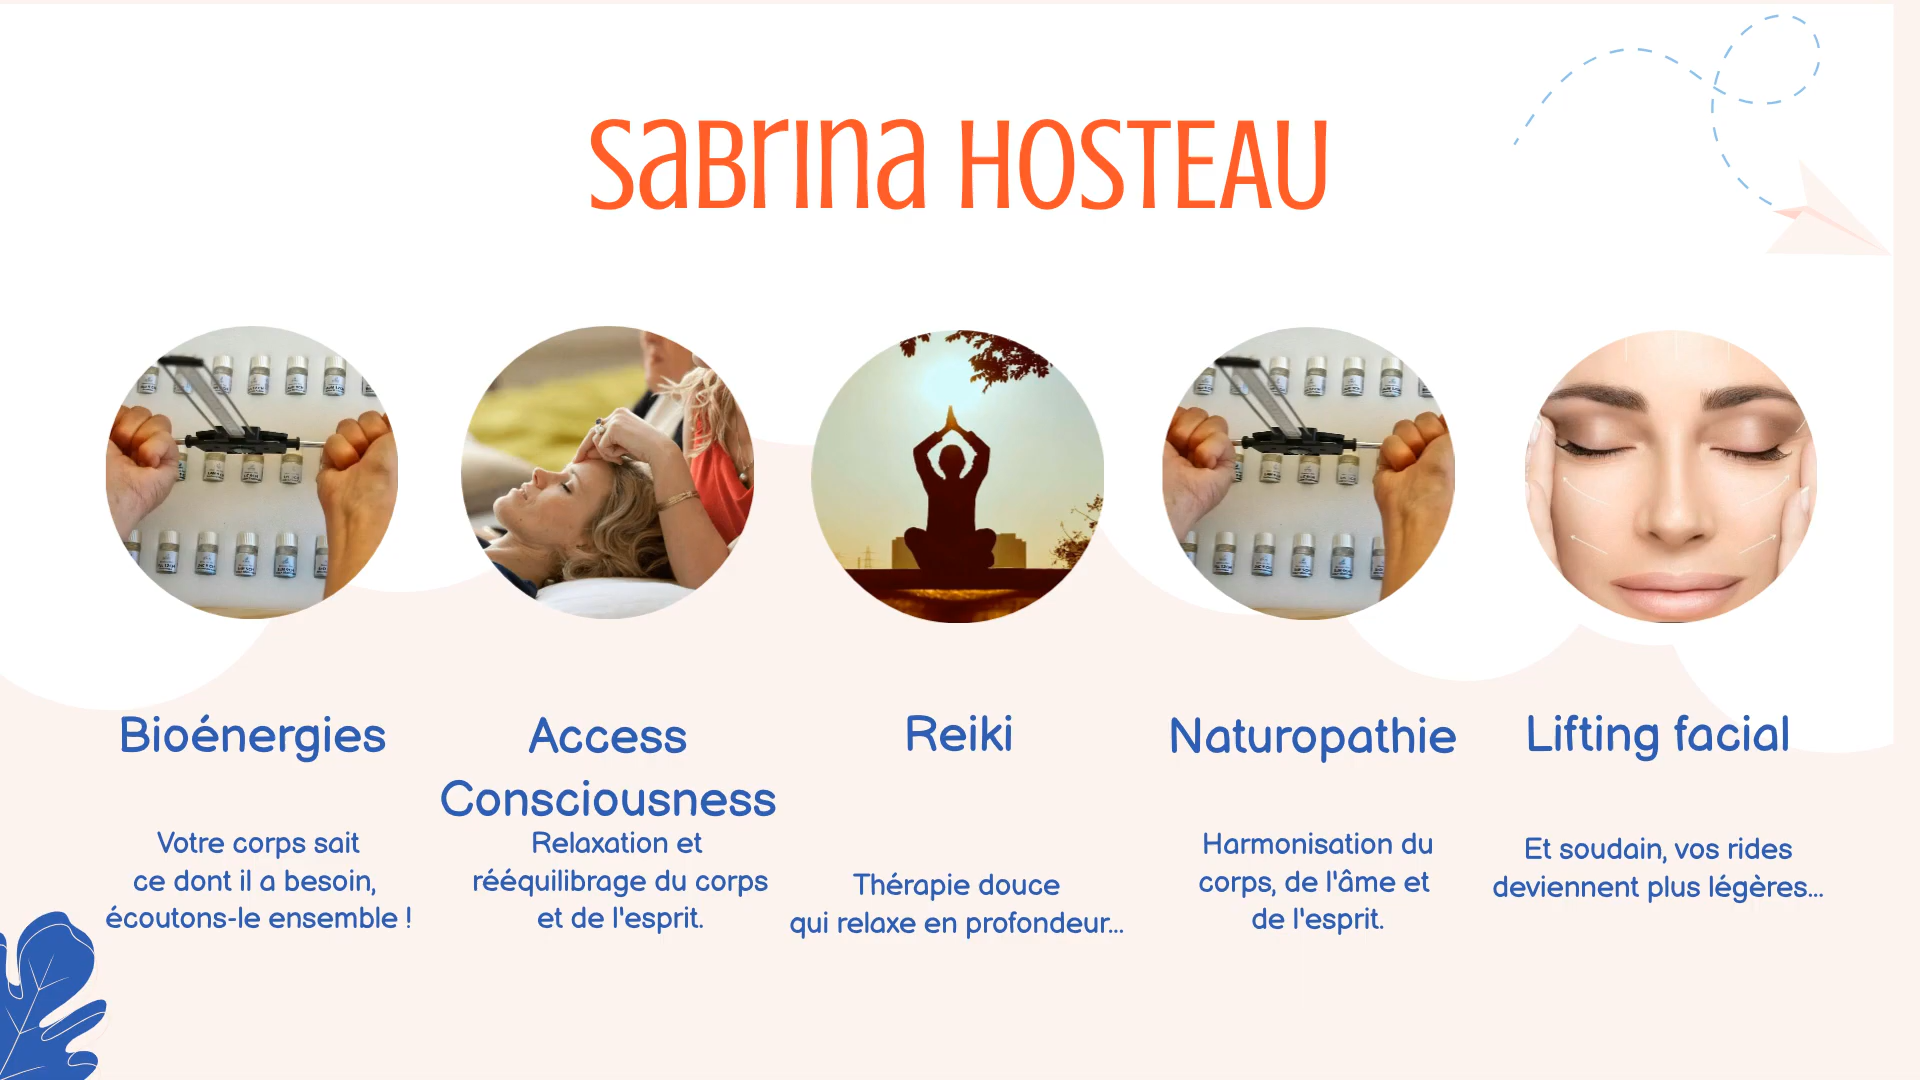 Sabrina HOSTEAU
Bioénergies
Votre corps sait
ce dont il a besoin,
écoutons-le ensemble !
Access
Consciousness
Relaxation et
rééquilibrage du corps
et de l'esprit.
Reiki
Thérapie douce
qui relaxe en profondeur...
Naturopathie
Harmonisation du
corps, de l'âme et
de l'esprit.
Lifting facial
Et soudain, vos rides
deviennent plus légères...